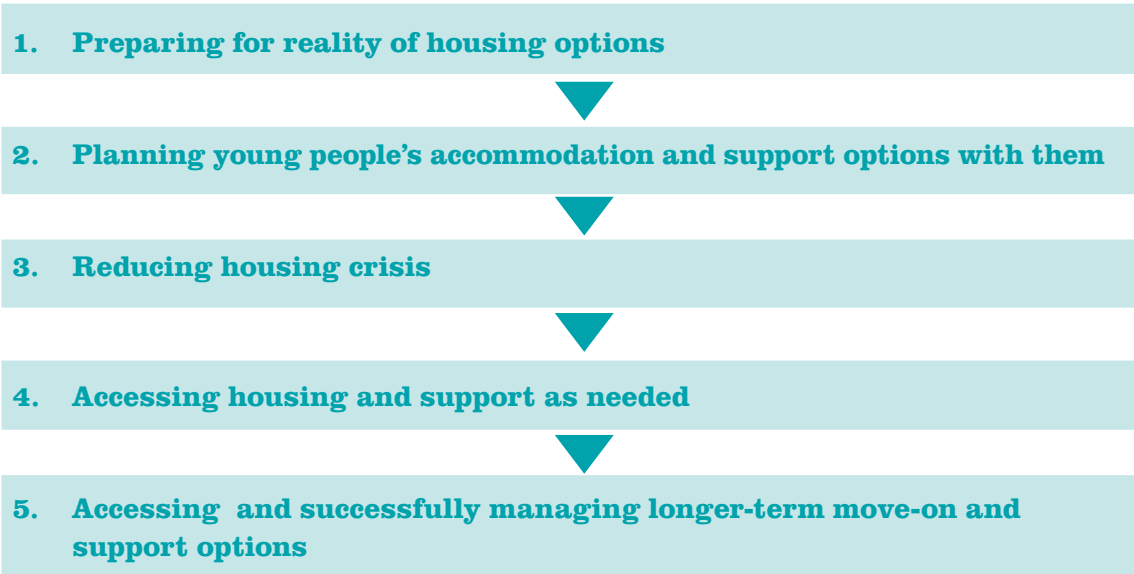 1. Preparing for reality of housing options
2. Planning young people’s accommodation and support options with them
3. Reducing housing crisis
4. Accessing housing and support as needed
5. Accessing and successfully managing longer-term move-on and
support options